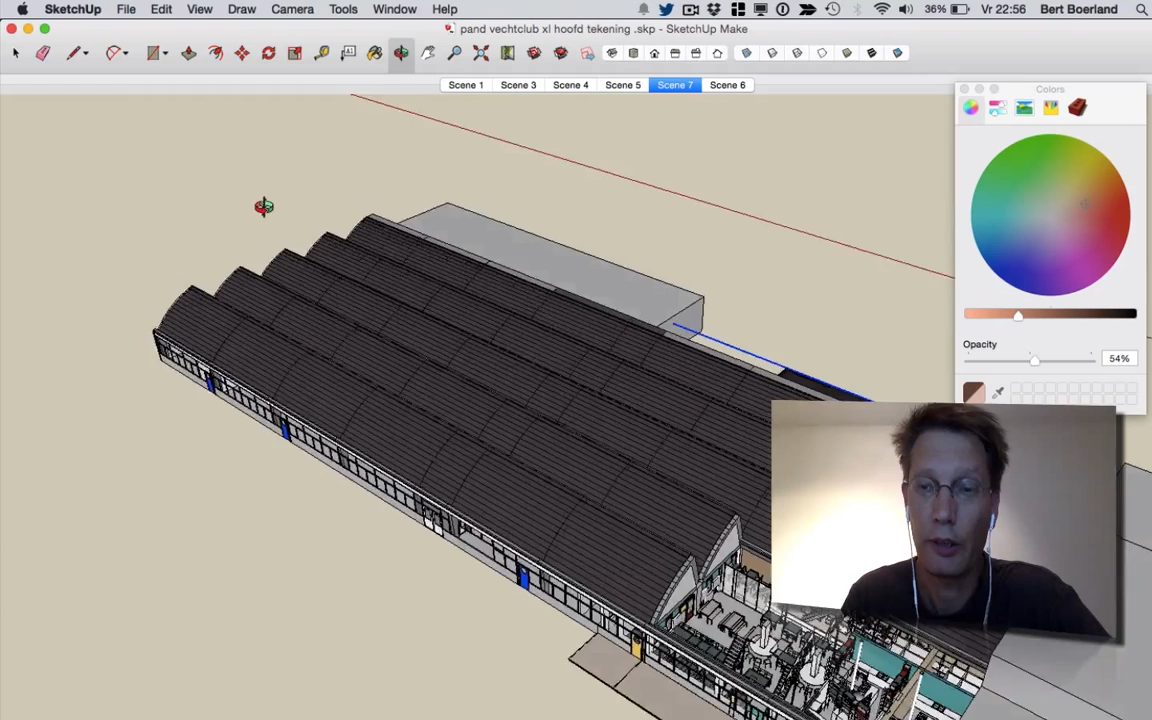 SketchUp File Edit View Draw Camera Tools Window Help 36% Vr 22:56 Bert Boerland
pand vechtclub xl hoofd tekening .skp - SketchUp Make
Scene 1 Scene 3 Scene 4 Scene 5 Scene 7 Scene 6
Colors
Opacity
54%